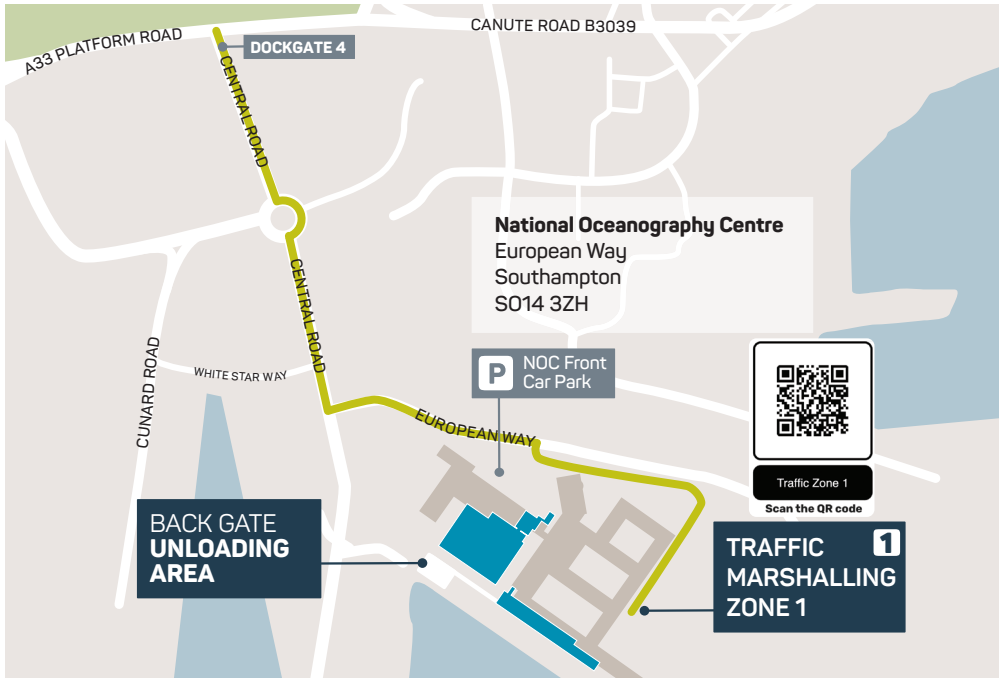 A33 PLATFORM ROAD
CANUTE ROAD B3039
DOCKGATE 4
CENTRAL ROAD
National Oceanography Centre
European Way
Southampton
SO14 3ZH
CENTRAL ROAD
CUNARD ROAD
WHITE STAR WAY
P
NOC Front
Car Park
EUROPEAN WAY
Traffic Zone 1
Scan the QR code
BACK GATE
UNLOADING
AREA
TRAFFIC 1
MARSHALLING
ZONE 1